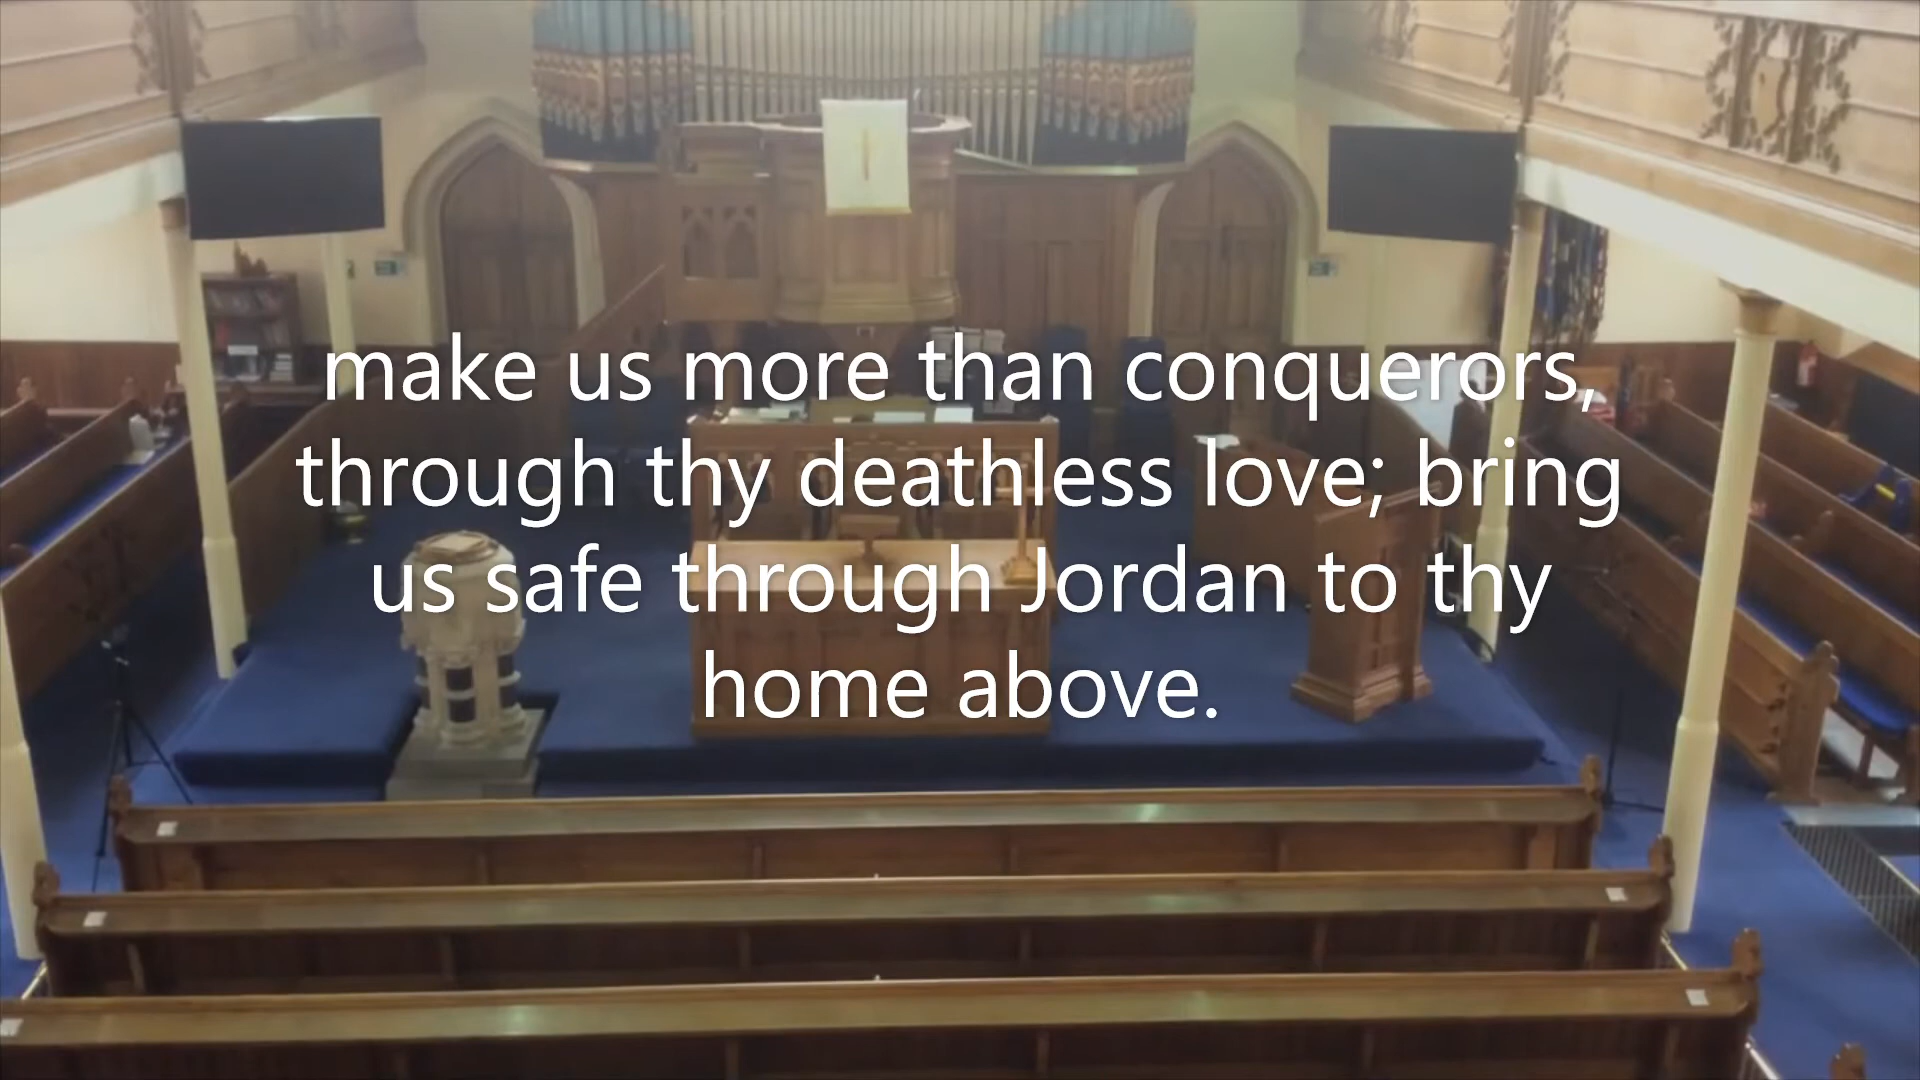 make us more than conquerors,
through thy deathless love; bring
us safe through Jordan to thy
home above.